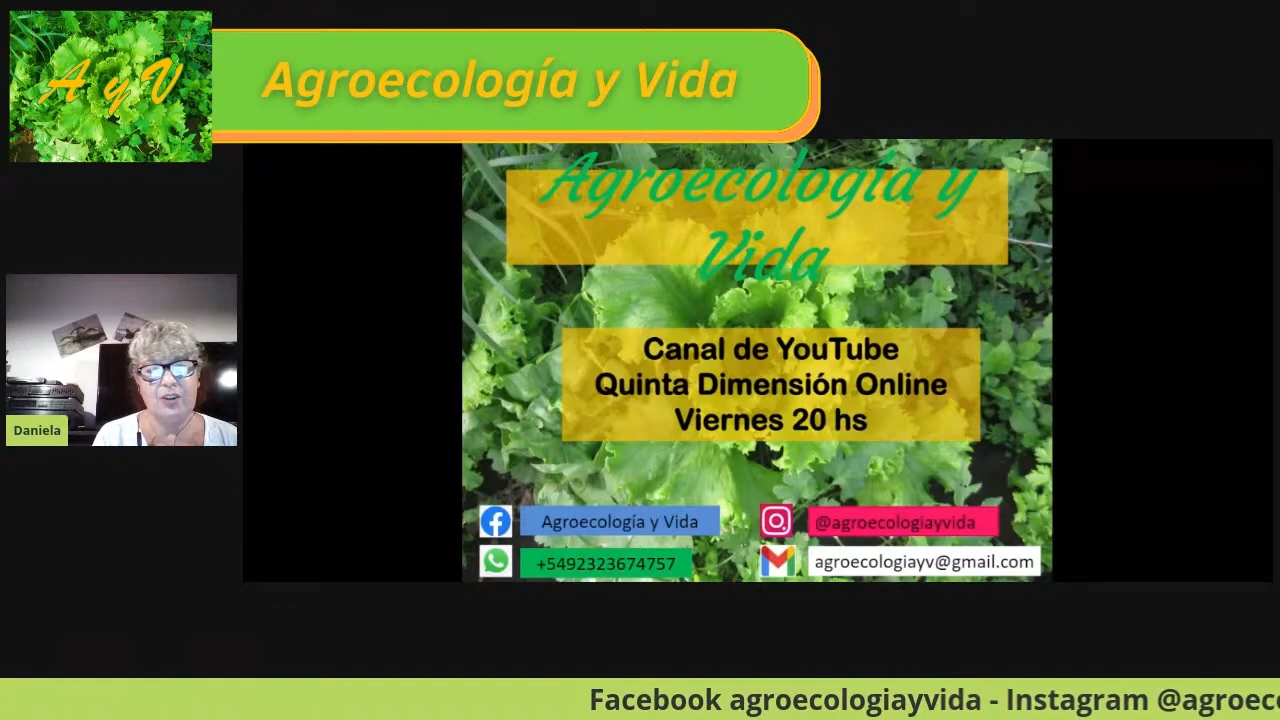 A y V
Agroecología y Vida
Agroecología y
Vida
Canal de YouTube
Quinta Dimensión Online
Viernes 20 hs
Daniela
Agroecología y Vida
@agroecologiayvida
+5492323674757
agroecologiayv@gmail.com
Facebook agroecologiayvida - Instagram @agroec